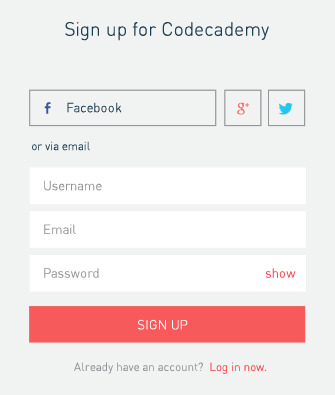 Sign up for Codecademy
f Facebook
g+
or via email
Username
Email
Password show
SIGN UP
Already have an account? Log in now.